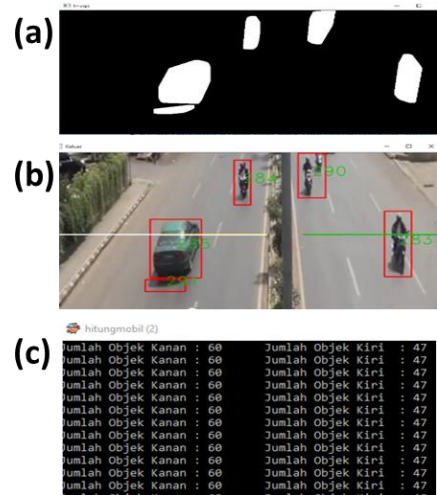 (a)
(b)
84
290
283
(c)
hitungmobil (2)
Jumlah Objek Kanan : 60 Jumlah Objek Kiri : 47
Jumlah Objek Kanan : 60 Jumlah Objek Kiri : 47
Jumlah Objek Kanan : 60 Jumlah Objek Kiri : 47
Jumlah Objek Kanan : 60 Jumlah Objek Kiri : 47
Jumlah Objek Kanan : 60 Jumlah Objek Kiri : 47
Jumlah Objek Kanan : 60 Jumlah Objek Kiri : 47
Jumlah Objek Kanan : 60 Jumlah Objek Kiri : 47
Jumlah Objek Kanan : 60 Jumlah Objek Kiri : 47
Jumlah Objek Kanan : 60 Jumlah Objek Kiri : 47
Jumlah Objek Kanan : 60 Jumlah Objek Kiri : 47
Jumlah Objek Kanan : 60 Jumlah Objek Kiri : 47